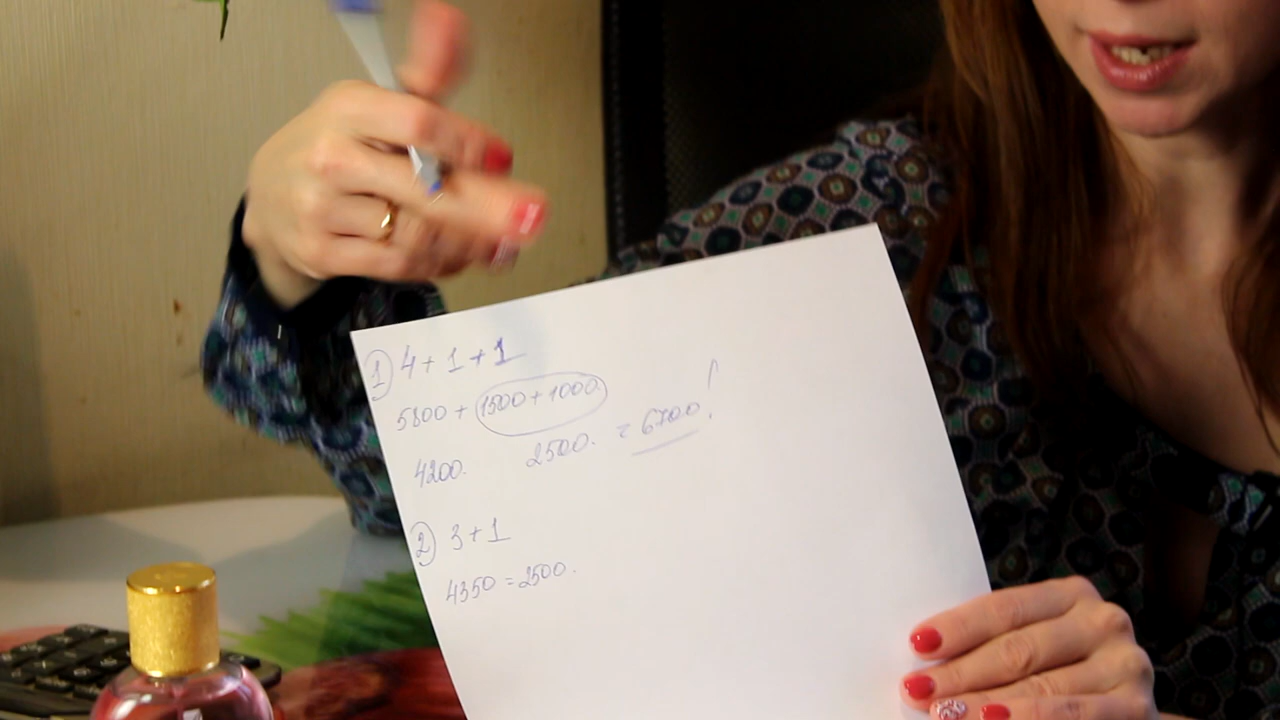 1 4 + 1 + 1
5800 + 1500 + 1000.
4200. 2500. = 6700!
2 3 + 1
4350 = 2500.